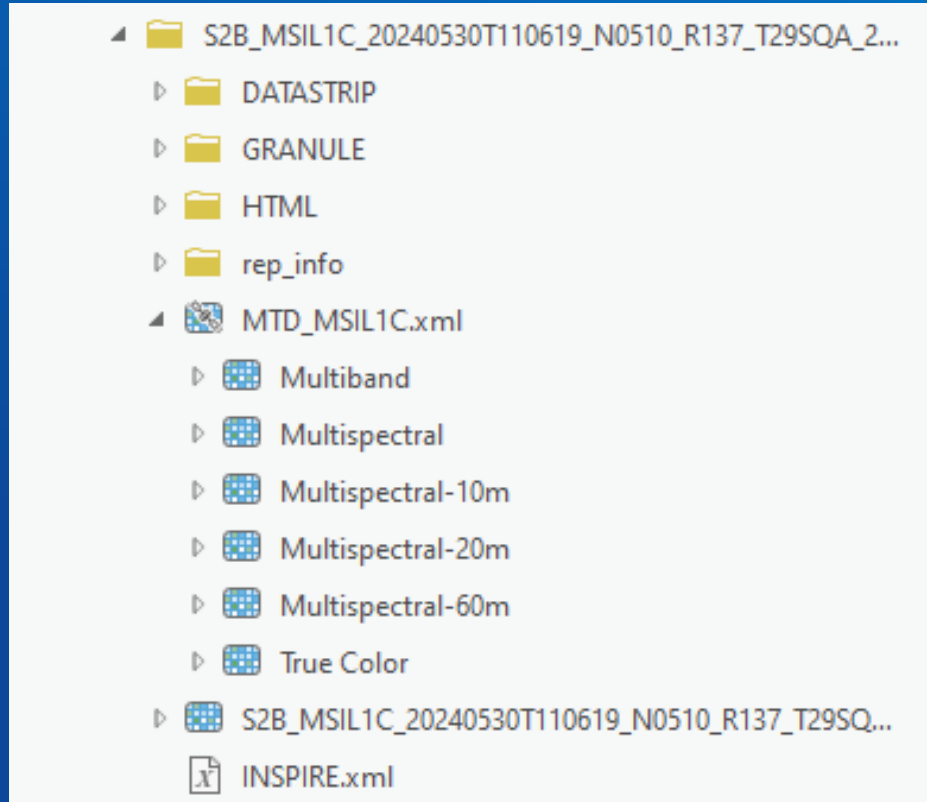 S2B_MSIL1C_20240530T110619_N0510_R137_T29SQA_2...
DATASTRIP
GRANULE
HTML
rep_info
MTD_MSIL1C.xml
Multiband
Multispectral
Multispectral-10m
Multispectral-20m
Multispectral-60m
True Color
S2B_MSIL1C_20240530T110619_N0510_R137_T29SQ...
INSPIRE.xml